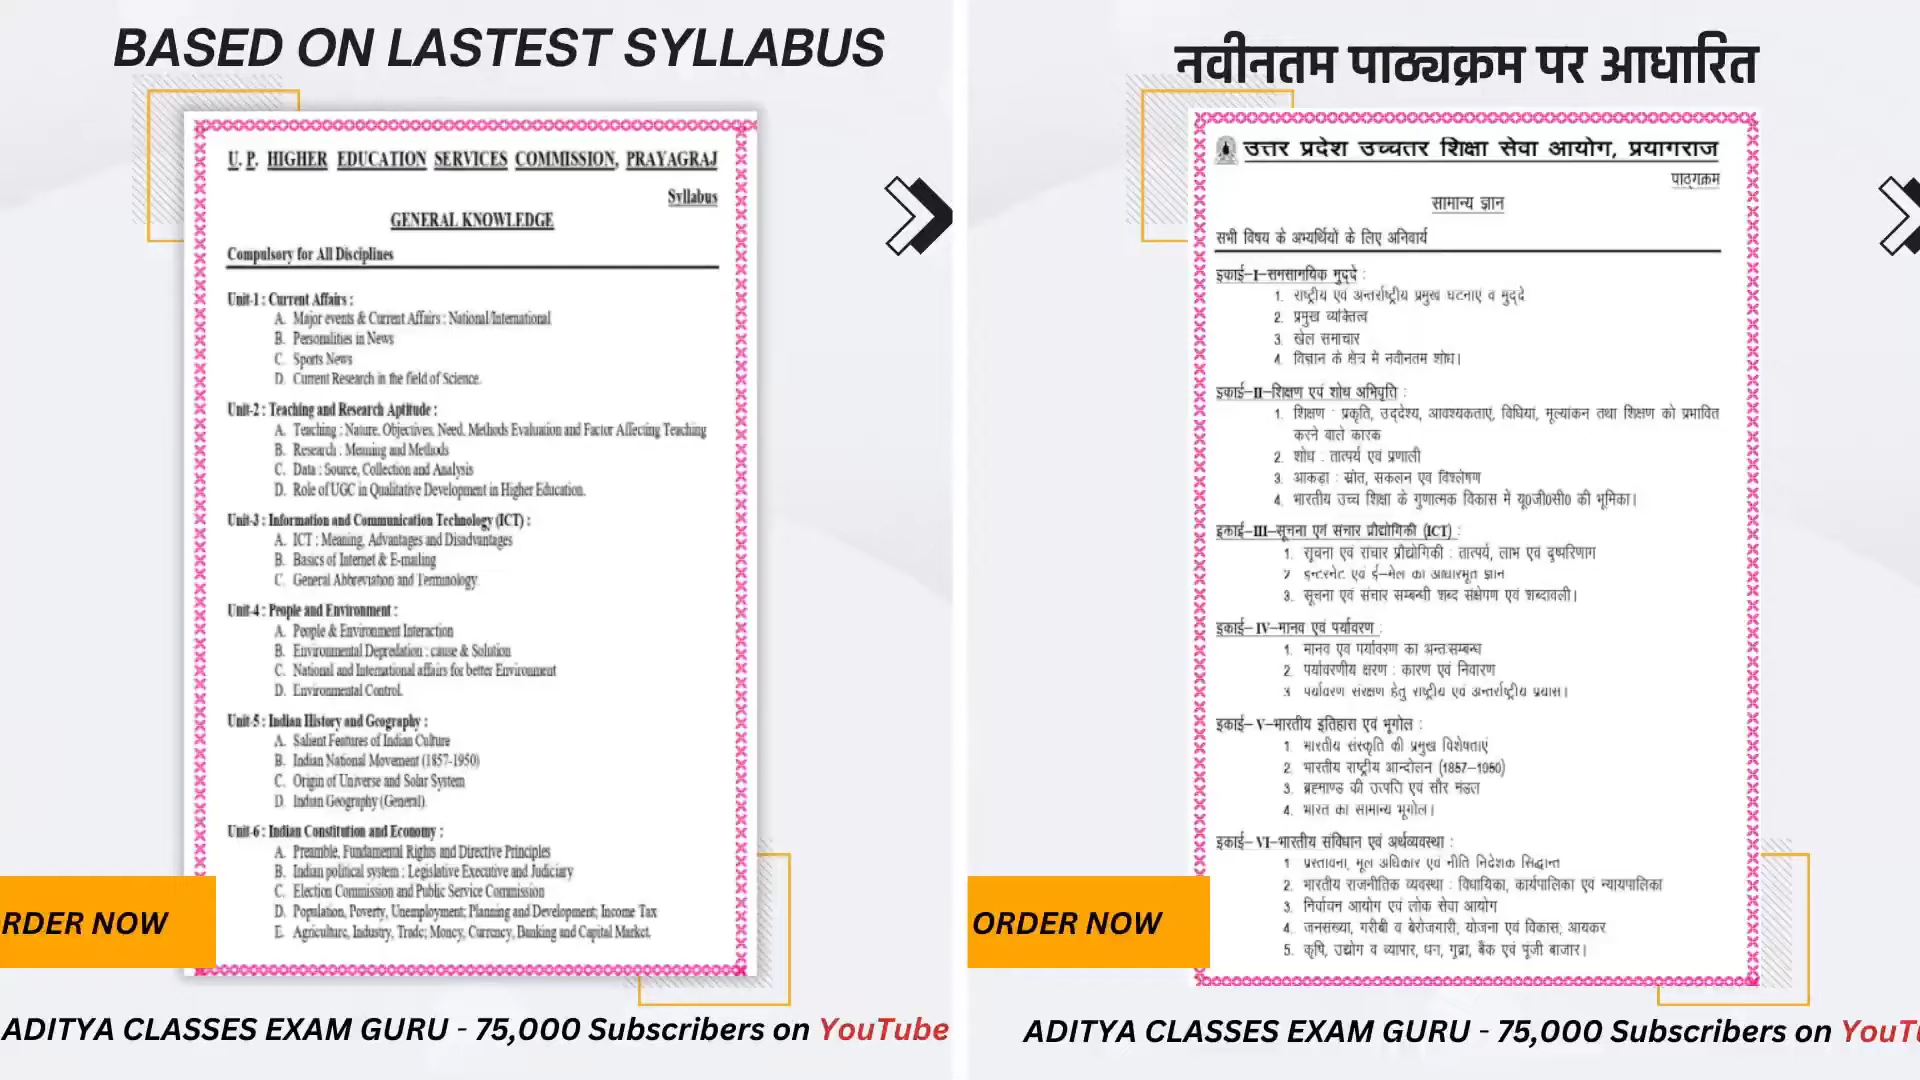 BASED ON LASTEST SYLLABUS
U. P. HIGHER EDUCATION SERVICES COMMISSION, PRAYAGRAJ
Syllabus
GENERAL KNOWLEDGE
Compulsory for All Disciplines
Unit-1 : Current Affairs :
A. Major events & Current Affairs : National/International
B. Personalities in News
C. Sports News
D. Current Research in the field of Science.
Unit-2 : Teaching and Research Aptitude :
A. Teaching : Nature, Objectives, Need, Methods Evaluation and Factor Affecting Teaching
B. Research : Meaning and Methods
C. Data : Source, Collection and Analysis
D. Role of UGC in Qualitative Development in Higher Education.
Unit-3 : Information and Communication Technology (ICT) :
A. ICT : Meaning, Advantages and Disadvantages
B. Basics of Internet & E-mailing
C. General Abbreviation and Terminology.
Unit-4 : People and Environment :
A. People & Environment Interaction
B. Environmental Depredation : cause & Solution
C. National and International affairs for better Environment
D. Environmental Control.
Unit-5 : Indian History and Geography :
A. Salient Features of Indian Culture
B. Indian National Movement (1857-1950)
C. Origin of Universe and Solar System
D. Indian Geography (General).
Unit-6 : Indian Constitution and Economy :
A. Preamble, Fundamental Rights and Directive Principles
B. Indian political system : Legislative Executive and Judiciary
C. Election Commission and Public Service Commission
D. Population, Poverty, Unemployment; Planning and Development; Income Tax
E. Agriculture, Industry, Trade; Money, Currency, Banking and Capital Market.
RDER NOW
ADITYA CLASSES EXAM GURU - 75,000 Subscribers on YouTube
नवीनतम पाठ्यक्रम पर आधारित
उत्तर प्रदेश उच्चतर शिक्षा सेवा आयोग, प्रयागराज
पाठ्यक्रम
सामान्य ज्ञान
सभी विषय के अभ्यर्थियों के लिए अनिवार्य
इकाई–I–समसामयिक मुद्दे :
1. राष्ट्रीय एवं अन्तर्राष्ट्रीय प्रमुख घटनाएं व मुद्दे
2. प्रमुख व्यक्तित्व
3. खेल समाचार
4. विज्ञान के क्षेत्र में नवीनतम शोध।
इकाई–II–शिक्षण एवं शोध अभिवृत्ति :
1. शिक्षण : प्रकृति, उद्देश्य, आवश्यकताएं, विधियां, मूल्यांकन तथा शिक्षण को प्रभावित
करने वाले कारक
2. शोध : तात्पर्य एवं प्रणाली
3. आकड़ा : स्रोत, संकलन एवं विश्लेषण
4. भारतीय उच्च शिक्षा के गुणात्मक विकास में यू0जी0सी0 की भूमिका।
इकाई–III–सूचना एवं संचार प्रौद्योगिकी (ICT) :
1. सूचना एवं संचार प्रौद्योगिकी : तात्पर्य, लाभ एवं दुष्परिणाम
2. इन्टरनेट एवं ई–मेल का आधारभूत ज्ञान
3. सूचना एवं संचार सम्बन्धी शब्द संक्षेपण एवं शब्दावली।
इकाई– IV–मानव एवं पर्यावरण :
1. मानव एवं पर्यावरण का अन्तःसम्बन्ध
2. पर्यावरणीय क्षरण : कारण एवं निवारण
3. पर्यावरण संरक्षण हेतु राष्ट्रीय एवं अन्तर्राष्ट्रीय प्रयास।
इकाई– V–भारतीय इतिहास एवं भूगोल :
1. भारतीय संस्कृति की प्रमुख विशेषताएं
2. भारतीय राष्ट्रीय आन्दोलन (1857–1950)
3. ब्रह्माण्ड की उत्पत्ति एवं सौर मंडल
4. भारत का सामान्य भूगोल।
इकाई– VI–भारतीय संविधान एवं अर्थव्यवस्था :
1. प्रस्तावना, मूल अधिकार एवं नीति निदेशक सिद्धान्त
2. भारतीय राजनीतिक व्यवस्था : विधायिका, कार्यपालिका एवं न्यायपालिका
3. निर्वाचन आयोग एवं लोक सेवा आयोग
4. जनसंख्या, गरीबी व बेरोजगारी, योजना एवं विकास; आयकर
5. कृषि, उद्योग व व्यापार, धन, मुद्रा, बैंक एवं पूंजी बाजार।
ORDER NOW
ADITYA CLASSES EXAM GURU - 75,000 Subscribers on YouTu